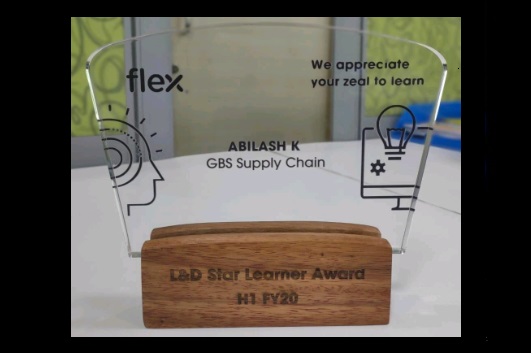 flex
We appreciate
your zeal to learn
ABILASH K
GBS Supply Chain
L&D Star Learner Award
H1 FY20